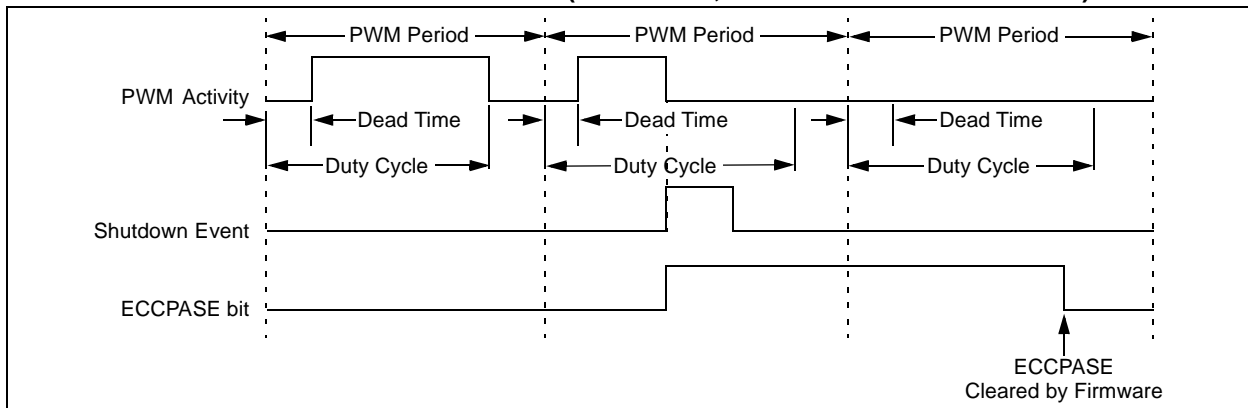 PWM Period PWM Period PWM Period
PWM Activity
Dead Time Dead Time Dead Time
Duty Cycle Duty Cycle Duty Cycle
Shutdown Event
ECCPASE bit
ECCPASE
Cleared by Firmware